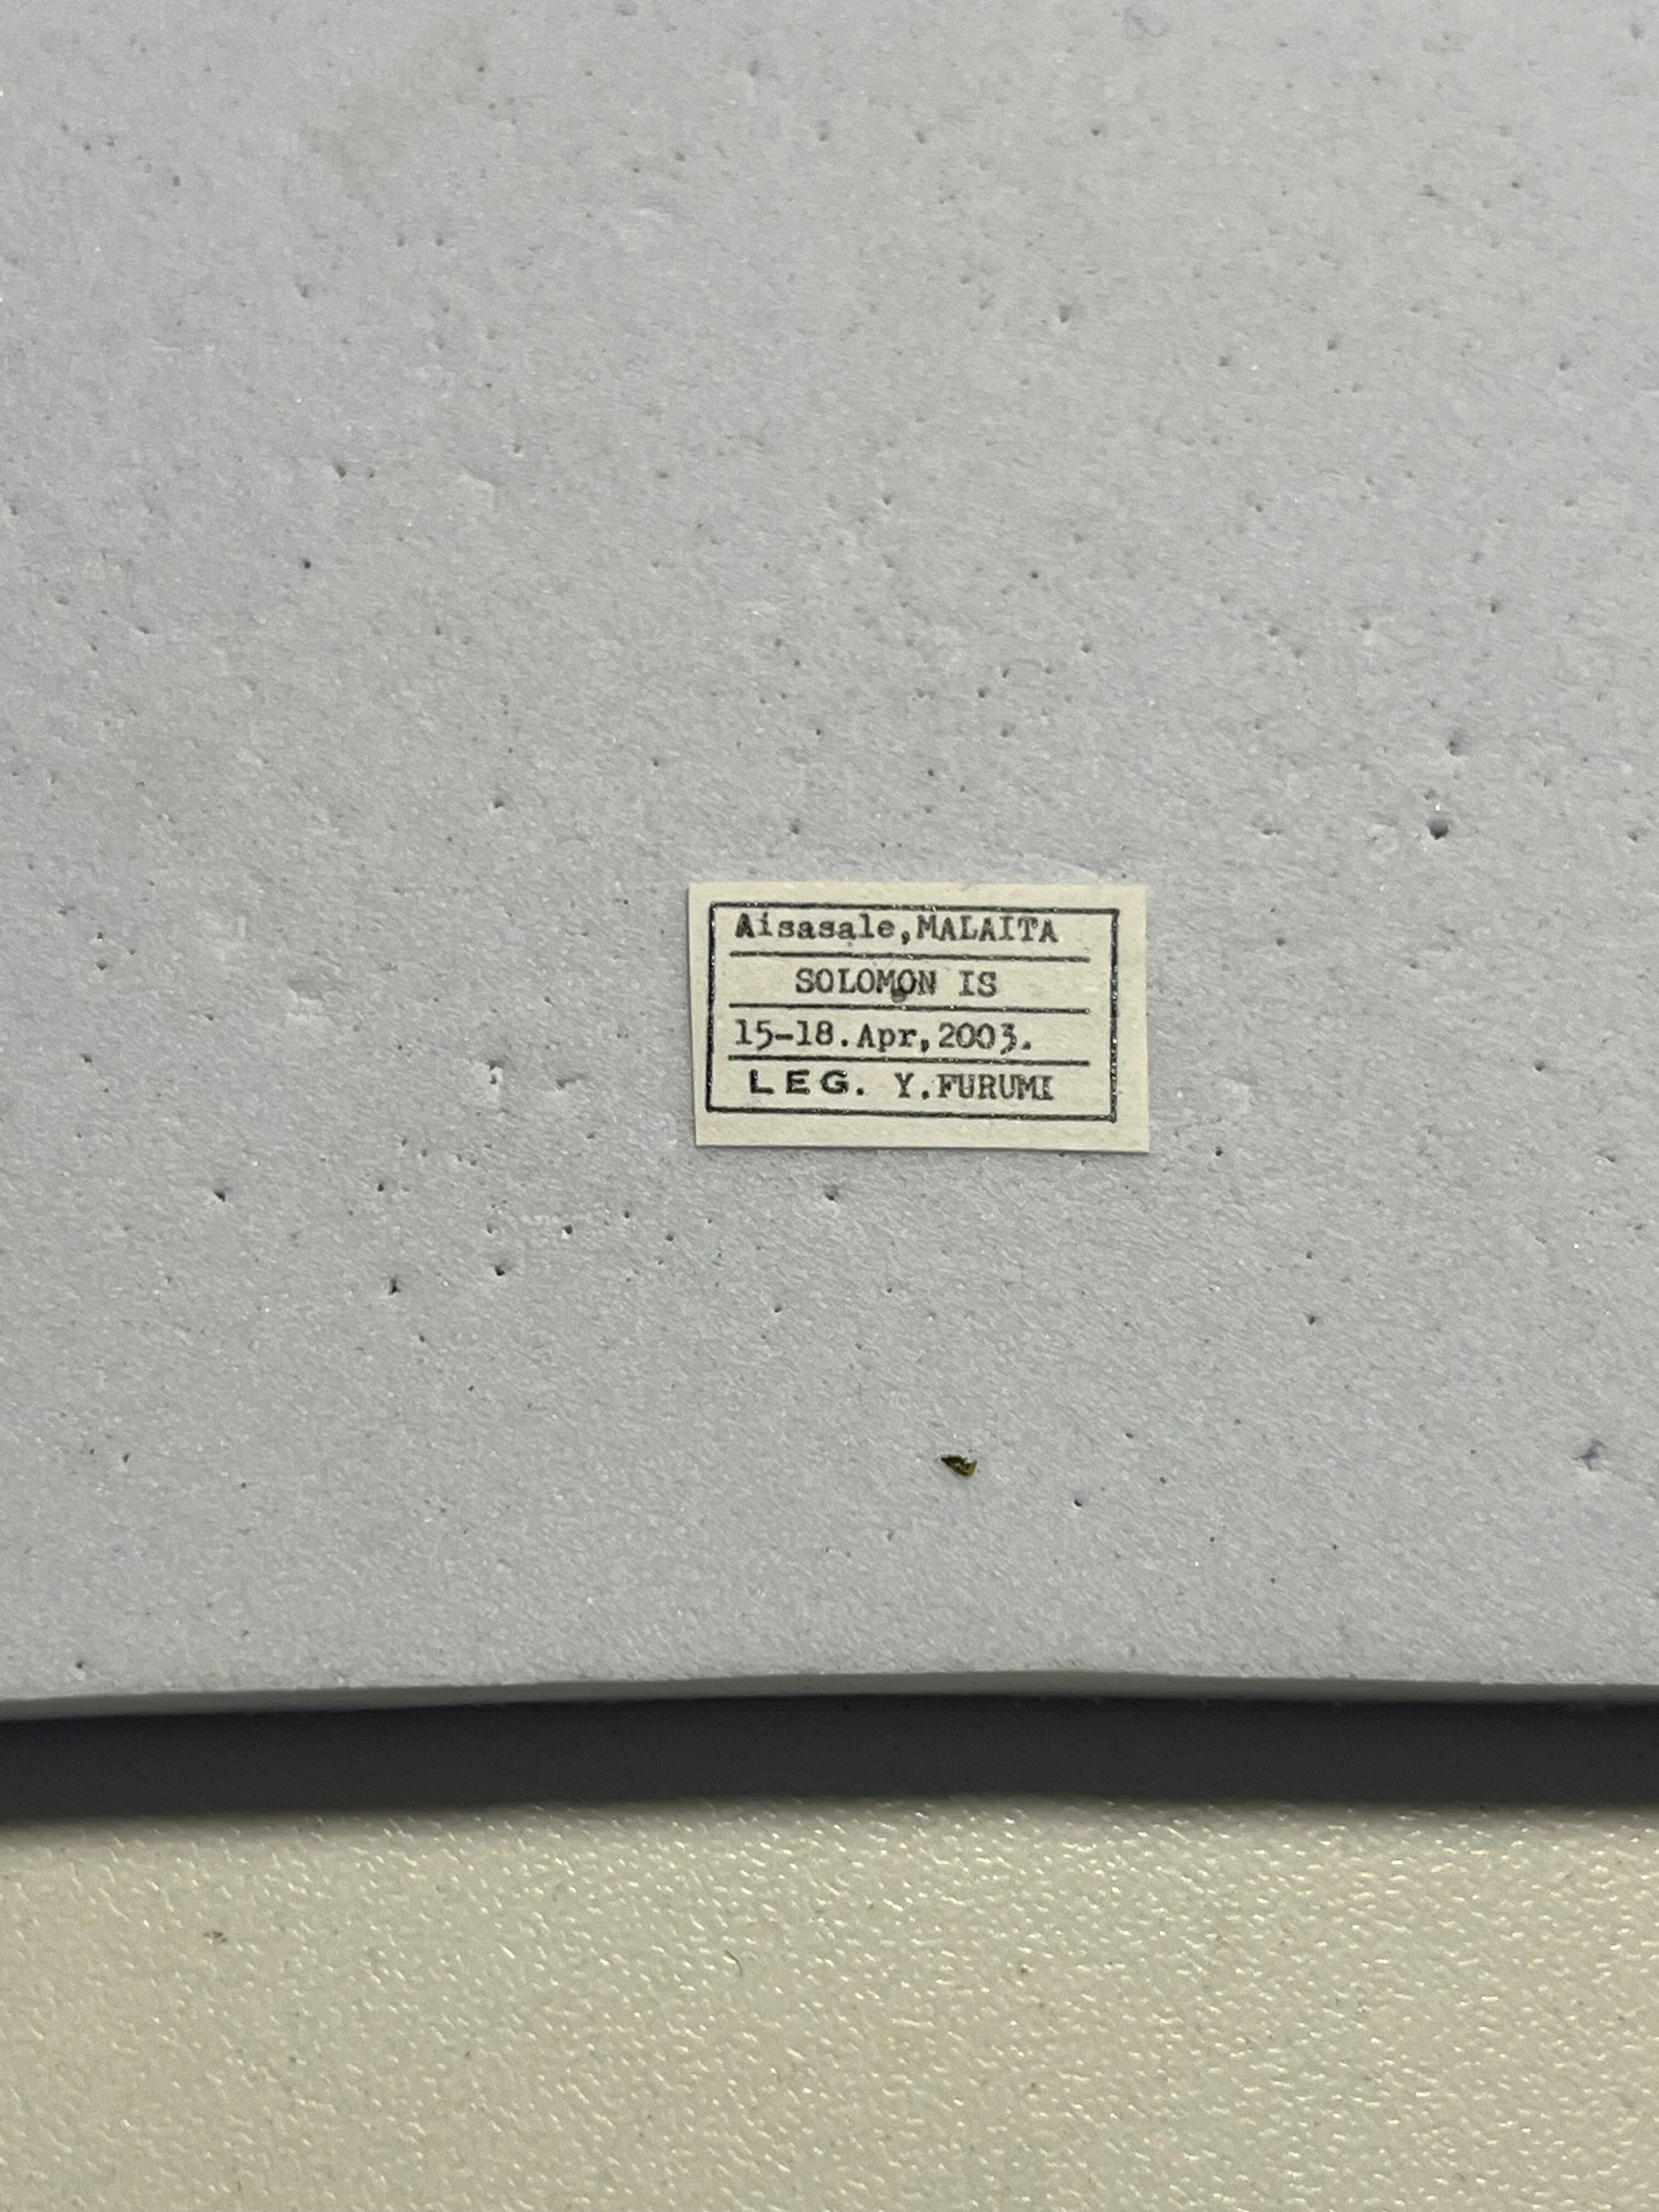 Aisasale,MALAITA
SOLOMON IS
15-18.Apr,2003.
LEG. Y.FURUMI